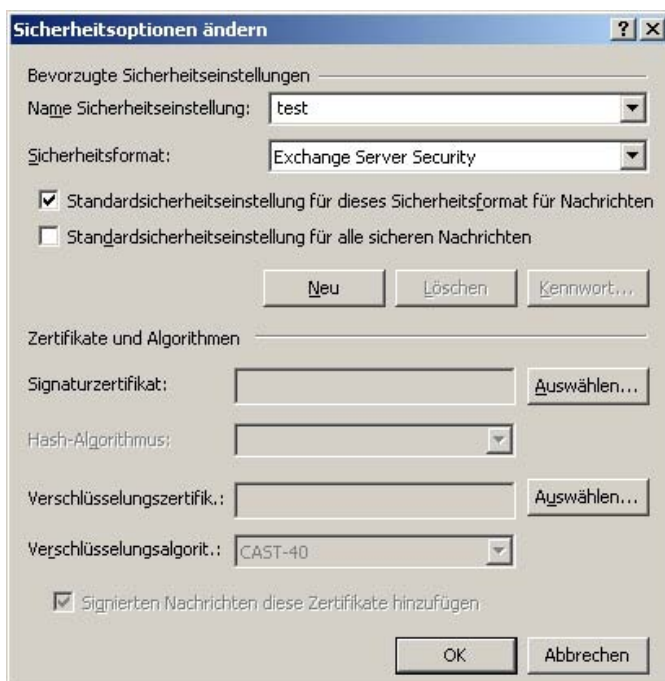 Sicherheitsoptionen ändern
Bevorzugte Sicherheitseinstellungen
Name Sicherheitseinstellung: test
Sicherheitsformat: Exchange Server Security
Standardsicherheitseinstellung für dieses Sicherheitsformat für Nachrichten
Standardsicherheitseinstellung für alle sicheren Nachrichten
Neu Löschen Kennwort...
Zertifikate und Algorithmen
Signaturzertifikat: Auswählen...
Hash-Algorithmus:
Verschlüsselungszertifik.: Auswählen...
Verschlüsselungsalgorit.: CAST-40
Signierten Nachrichten diese Zertifikate hinzufügen
OK Abbrechen